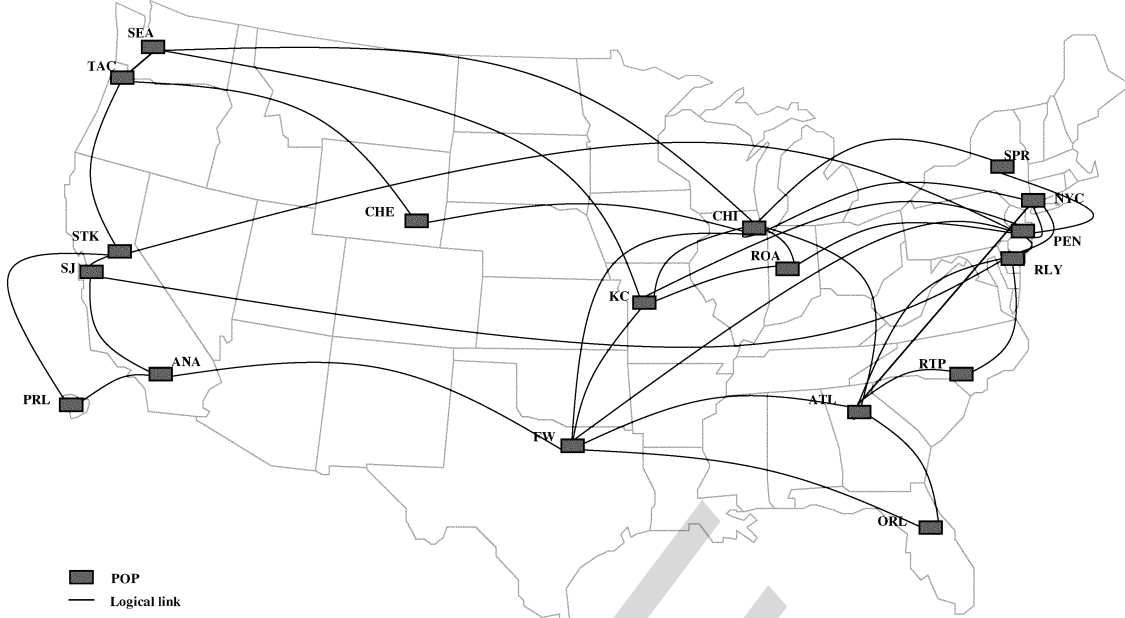 SEA
TAC
SPR
NYC
CHE
CHI
STK
PEN
ROA
SJ
RLY
KC
ANA
RTP
PRL
ATL
FW
ORL
POP
Logical link